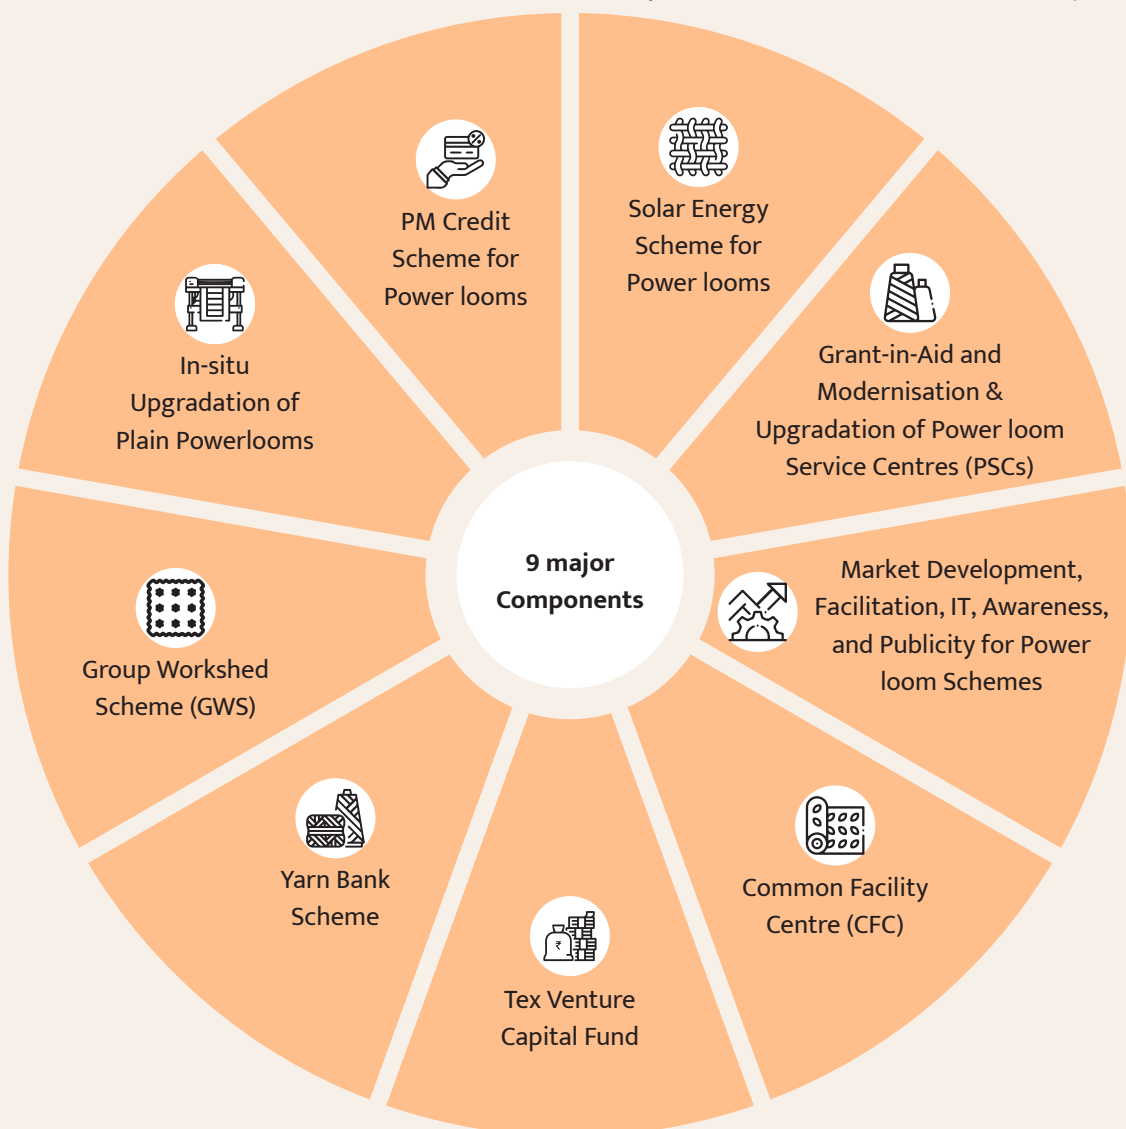 PM Credit
Scheme for
Power looms
Solar Energy
Scheme for
Power looms
Grant-in-Aid and
Modernisation &
Upgradation of Power loom
Service Centres (PSCs)
Market Development,
Facilitation, IT, Awareness,
and Publicity for Power
loom Schemes
Common Facility
Centre (CFC)
Tex Venture
Capital Fund
Yarn Bank
Scheme
Group Workshed
Scheme (GWS)
In-situ
Upgradation of
Plain Powerlooms
9 major
Components
₹